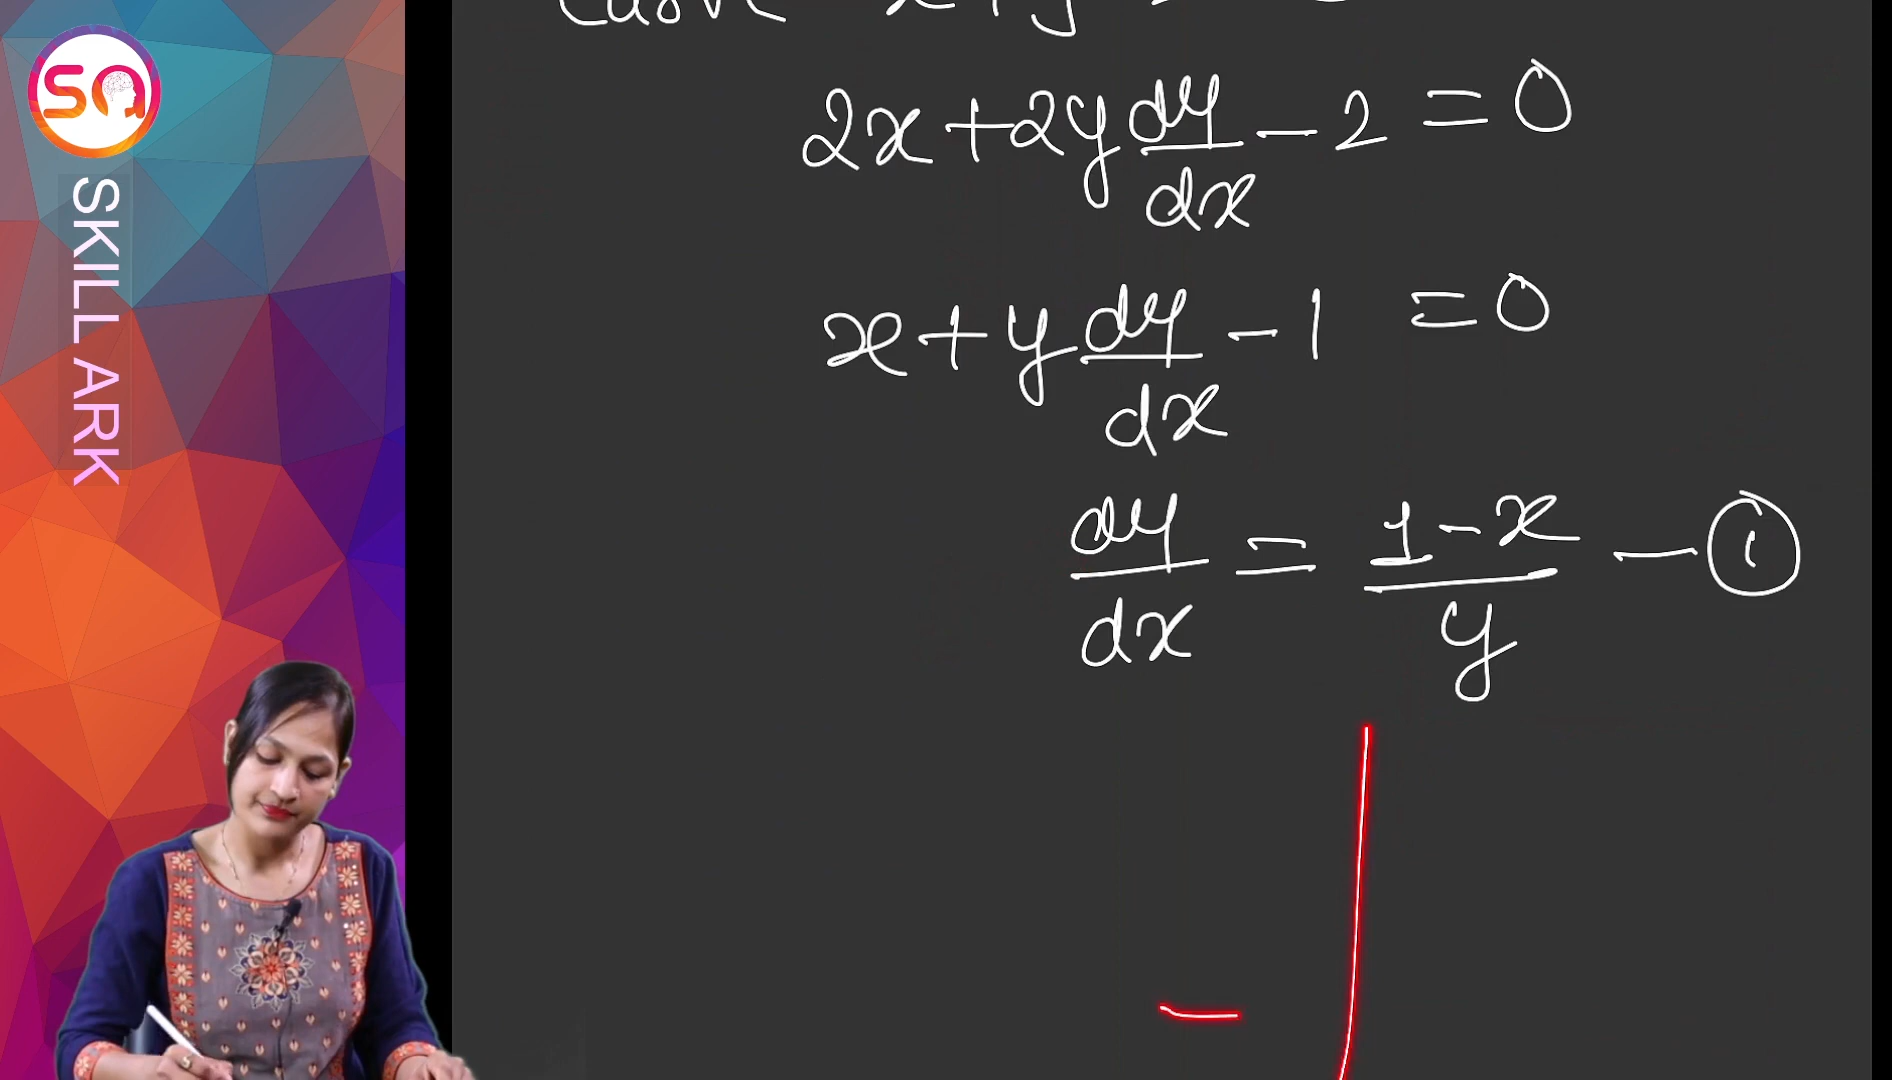 SKILL ARK
2x + 2y dy/dx - 2 = 0
x + y dy/dx - 1 = 0
dy/dx = 1-x/y - ①